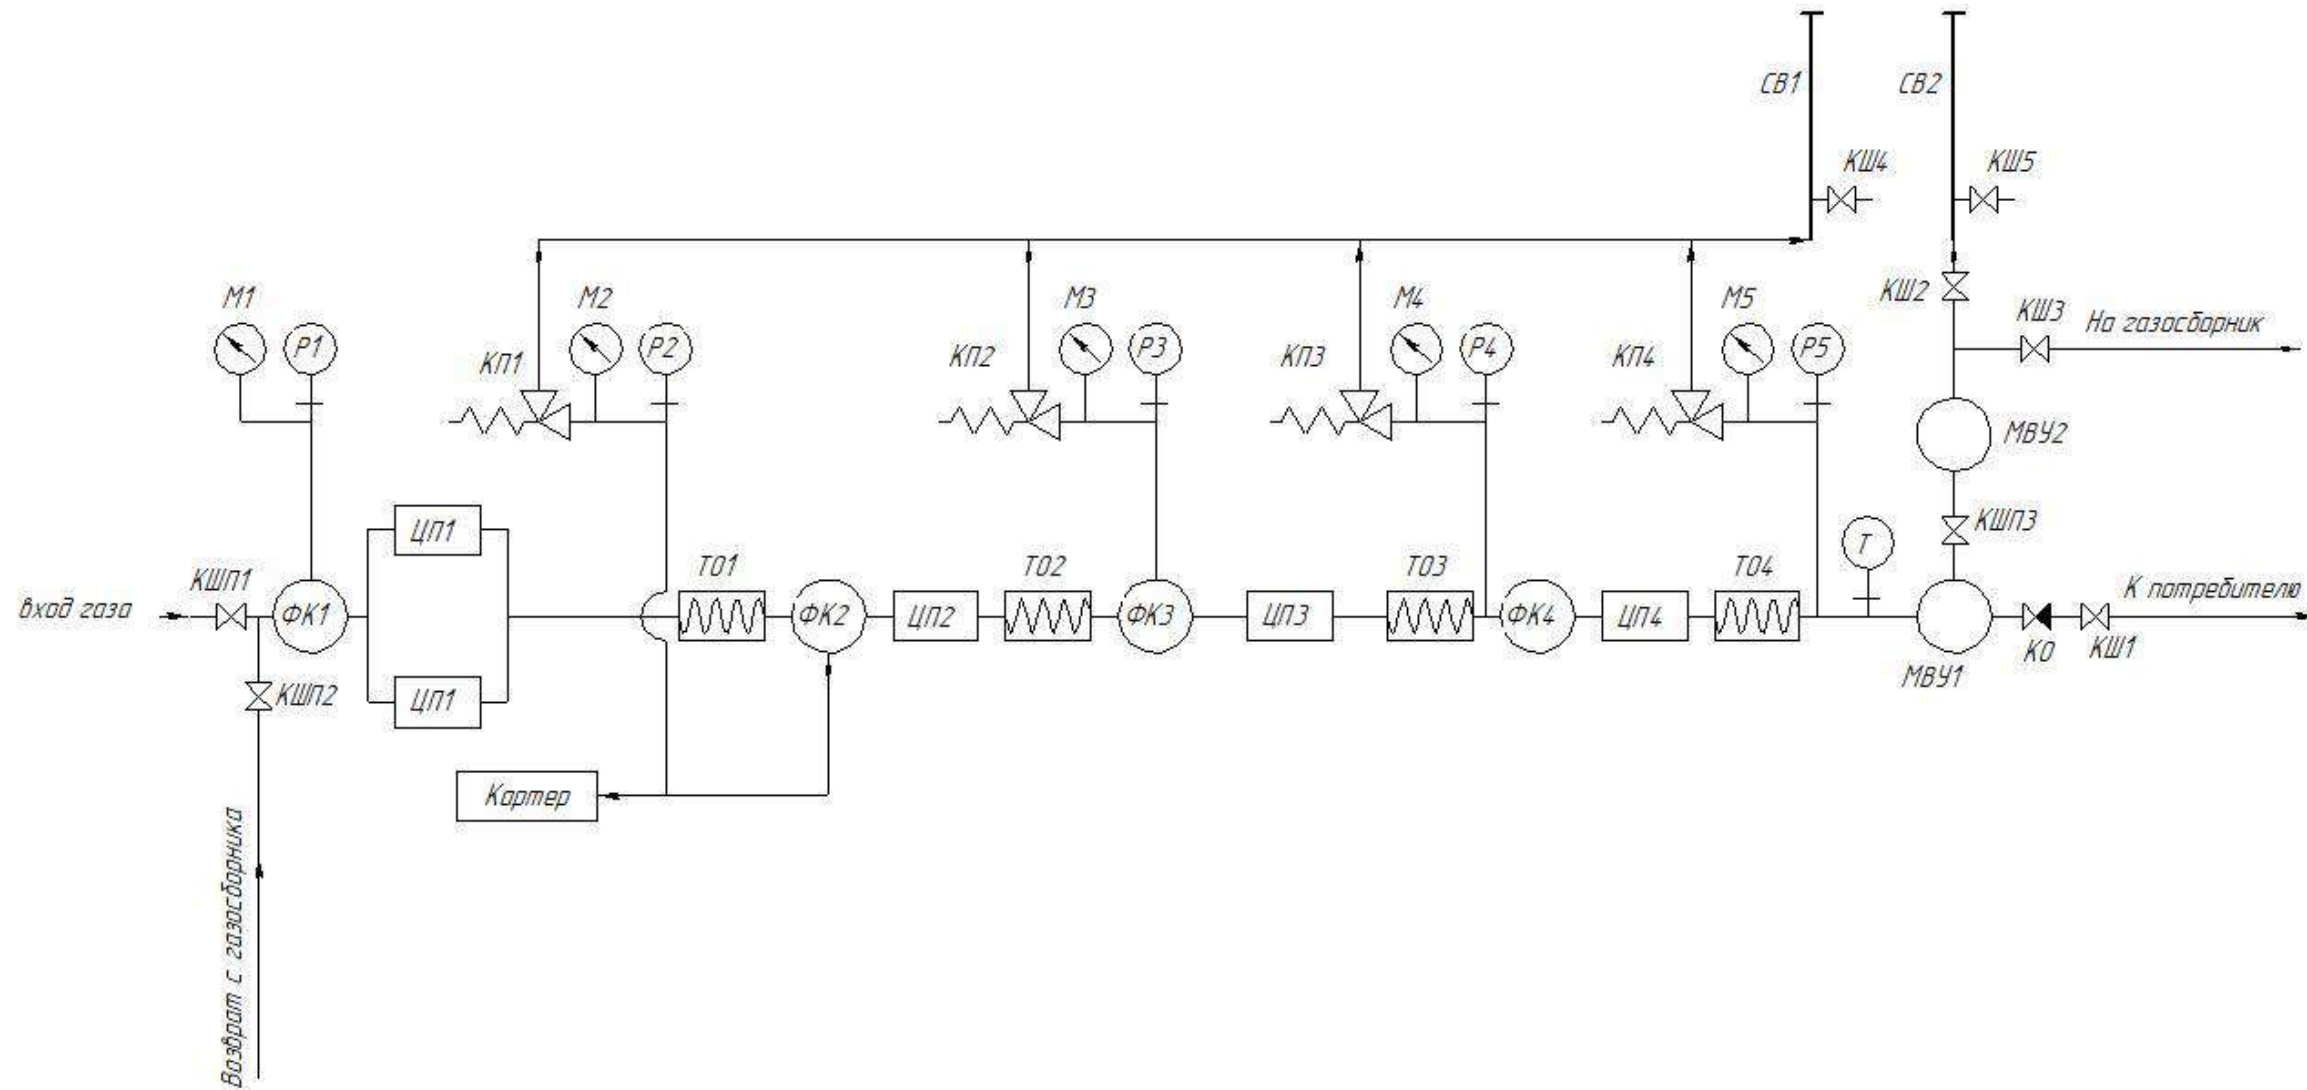 СВ1
СВ2
КШ4
КШ5
М1
М2
М3
М4
М5
КШ2
КШ3
На газосборник
Р1
КП1
Р2
КП2
Р3
КП3
Р4
КП4
Р5
МВУ2
ЦП1
КШП3
Т
КШП1
ТО1
ТО2
ТО3
ТО4
К потребителю
вход газа
ФК1
ФК2
ЦП2
ФК3
ЦП3
ФК4
ЦП4
КО
КШ1
МВУ1
КШП2
ЦП1
Картер
Возврат с газосборника